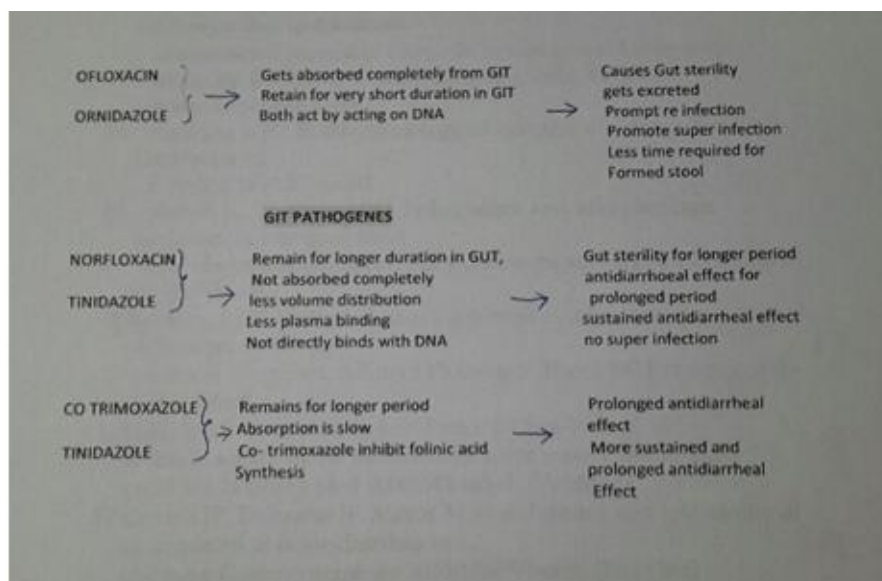 OFLOXACIN
ORNIDAZOLE
Gets absorbed completely from GIT
Retain for very short duration in GIT
Both act by acting on DNA
Causes Gut sterility
gets excreted
Prompt re infection
Promote super infection
Less time required for
Formed stool
GIT PATHOGENES
NORFLOXACIN
TINIDAZOLE
Remain for longer duration in GUT,
Not absorbed completely
less volume distribution
Less plasma binding
Not directly binds with DNA
Gut sterility for longer period
antidiarrhoeal effect for
prolonged period
sustained antidiarrheal effect
no super infection
CO TRIMOXAZOLE
TINIDAZOLE
Remains for longer period
Absorption is slow
Co- trimoxazole inhibit folinic acid
Synthesis
Prolonged antidiarrheal
effect
More sustained and
prolonged antidiarrheal
Effect